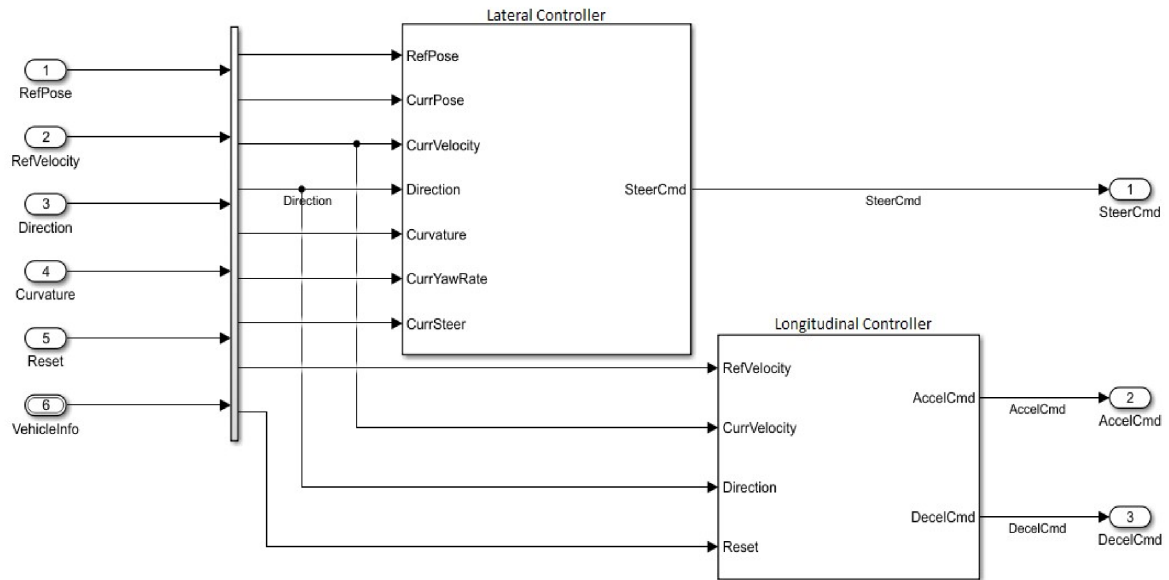 Lateral Controller
1
RefPose
2
RefVelocity
3
Direction
4
Curvature
5
Reset
6
VehicleInfo
RefPose
CurrPose
CurrVelocity
Direction
Direction
Curvature
CurrYawRate
CurrSteer
SteerCmd
SteerCmd
1
SteerCmd
Longitudinal Controller
RefVelocity
CurrVelocity
Direction
Reset
AccelCmd
AccelCmd
2
AccelCmd
DecelCmd
DecelCmd
3
DecelCmd